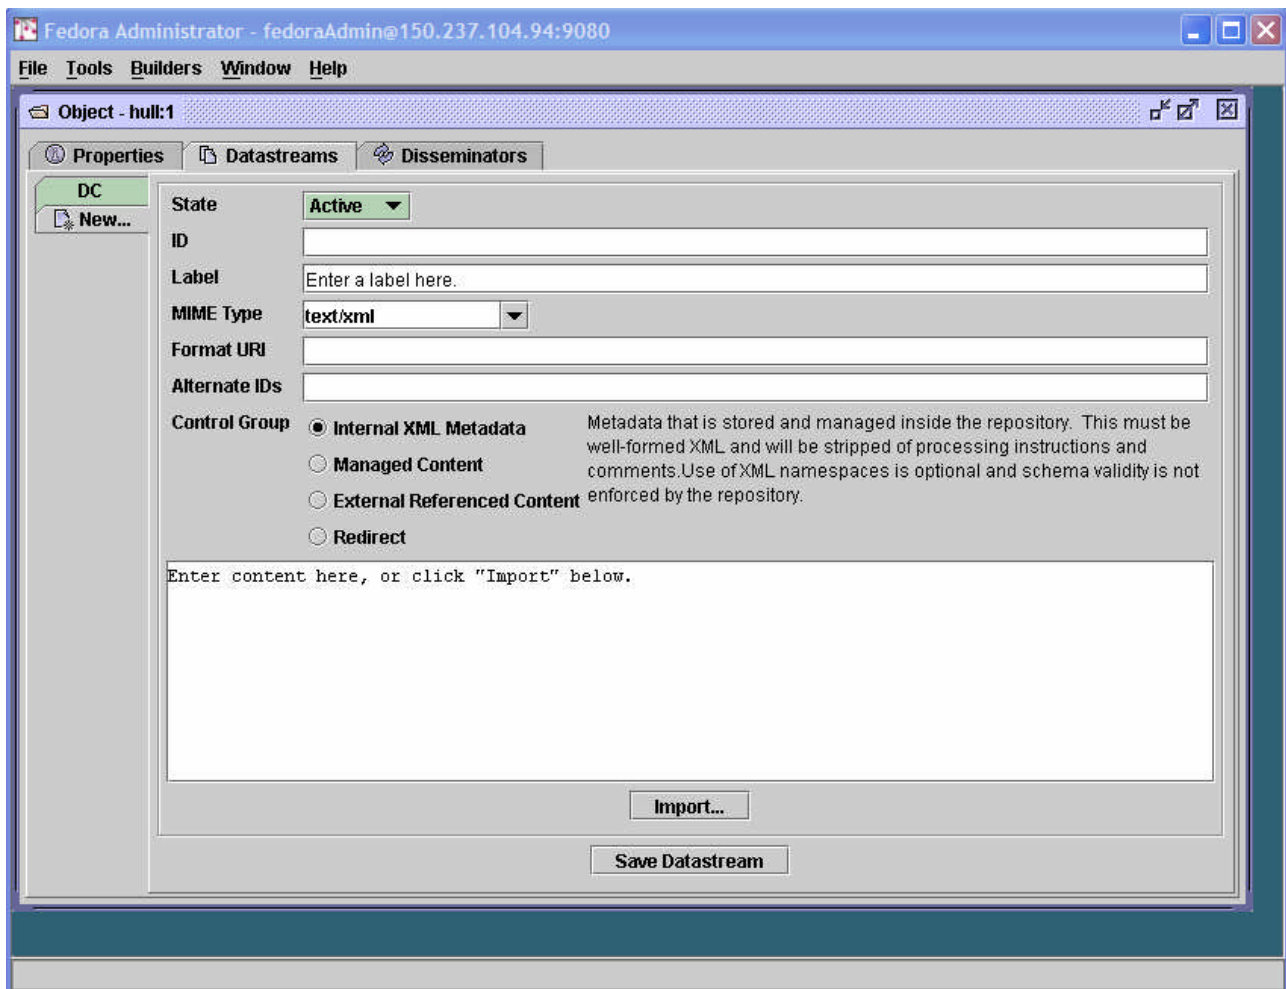 Fedora Administrator - fedoraAdmin@150.237.104.94:9080
File Tools Builders Window Help
Object - hull:1
Properties Datastreams Disseminators
DC
New...
State Active
ID
Label Enter a label here.
MIME Type text/xml
Format URI
Alternate IDs
Control Group
Internal XML Metadata
Managed Content
External Referenced Content
Redirect
Metadata that is stored and managed inside the repository.  This must be
well-formed XML and will be stripped of processing instructions and
comments.Use of XML namespaces is optional and schema validity is not
enforced by the repository.
Enter content here, or click "Import" below.
Import...
Save Datastream